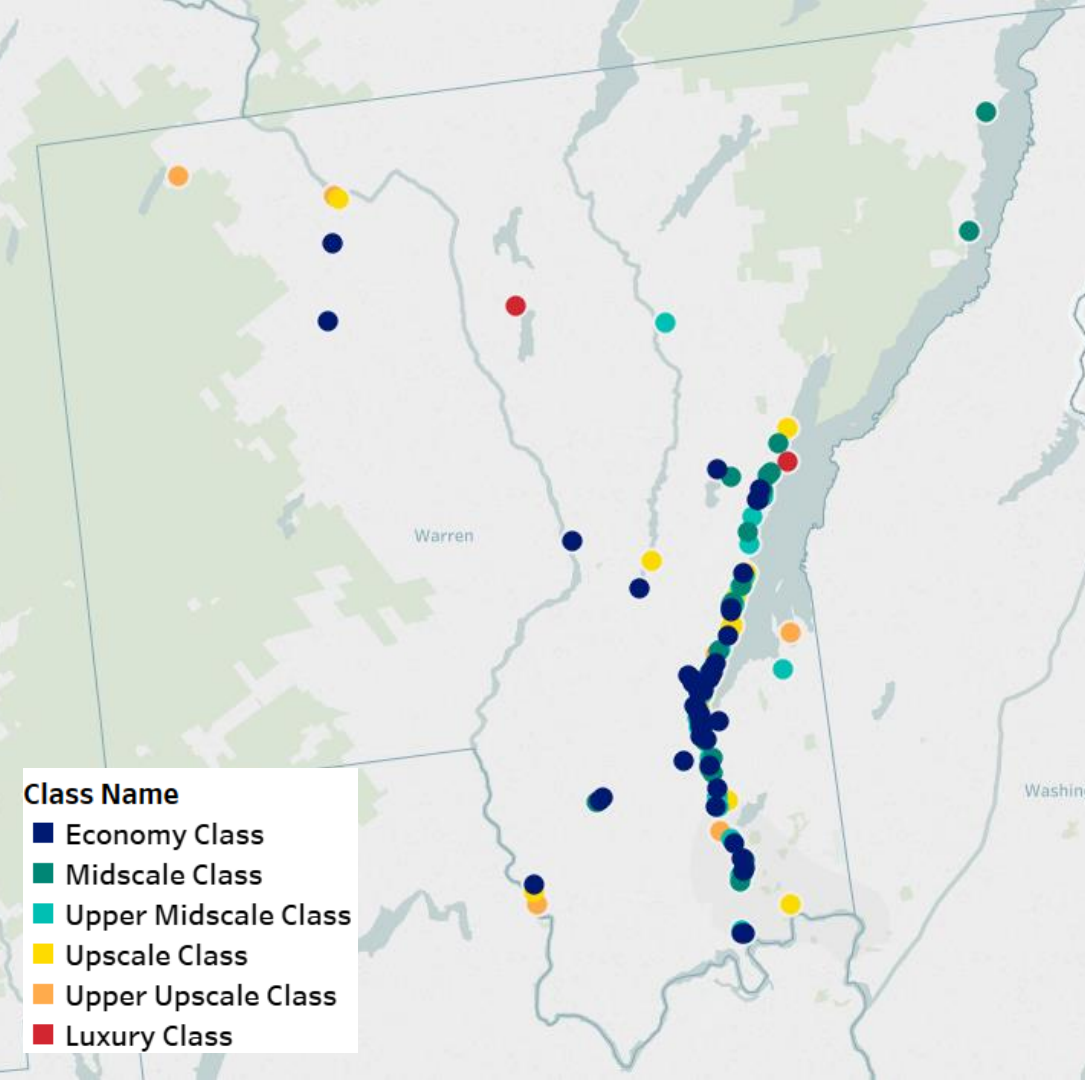 Warren
Washin
Class Name
Economy Class
Midscale Class
Upper Midscale Class
Upscale Class
Upper Upscale Class
Luxury Class